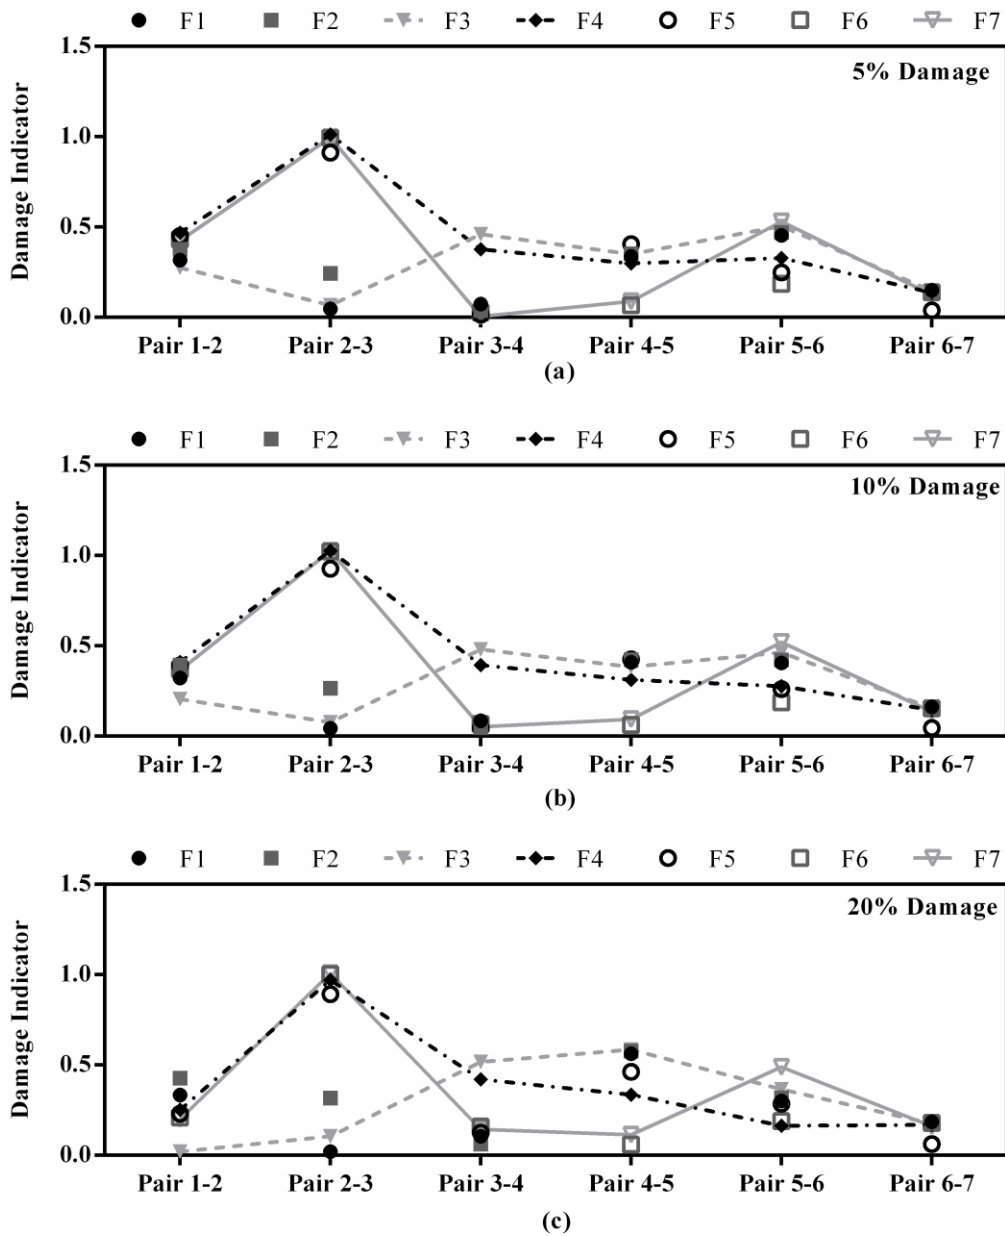 F1 F2 F3 F4 F5 F6 F7
1.5
5% Damage
1.0
Damage Indicator
0.5
0.0
Pair 1-2 Pair 2-3 Pair 3-4 Pair 4-5 Pair 5-6 Pair 6-7
(a)
F1 F2 F3 F4 F5 F6 F7
1.5
10% Damage
1.0
Damage Indicator
0.5
0.0
Pair 1-2 Pair 2-3 Pair 3-4 Pair 4-5 Pair 5-6 Pair 6-7
(b)
F1 F2 F3 F4 F5 F6 F7
1.5
20% Damage
1.0
Damage Indicator
0.5
0.0
Pair 1-2 Pair 2-3 Pair 3-4 Pair 4-5 Pair 5-6 Pair 6-7
(c)